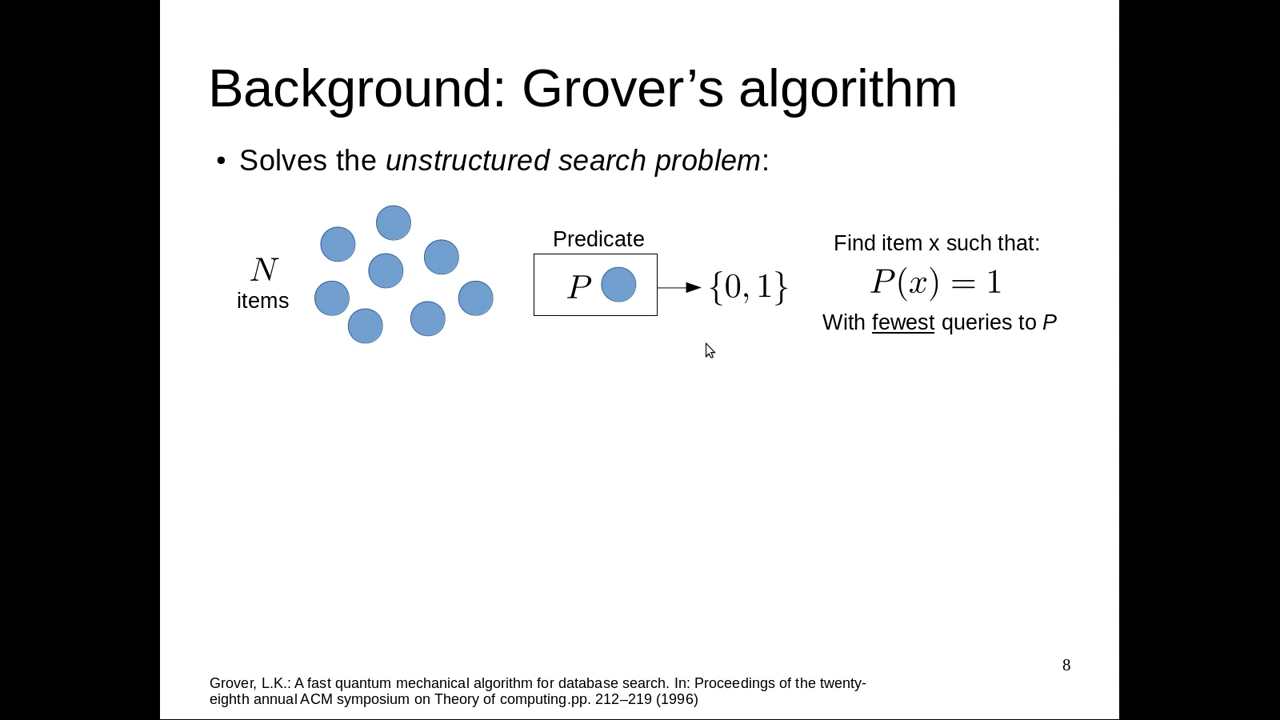 Background: Grover’s algorithm
• Solves the unstructured search problem:
N
items
Predicate
P
{0, 1}
Find item x such that:
P(x) = 1
With fewest queries to P
8
Grover, L.K.: A fast quantum mechanical algorithm for database search. In: Proceedings of the twenty-
eighth annual ACM symposium on Theory of computing.pp. 212–219 (1996)